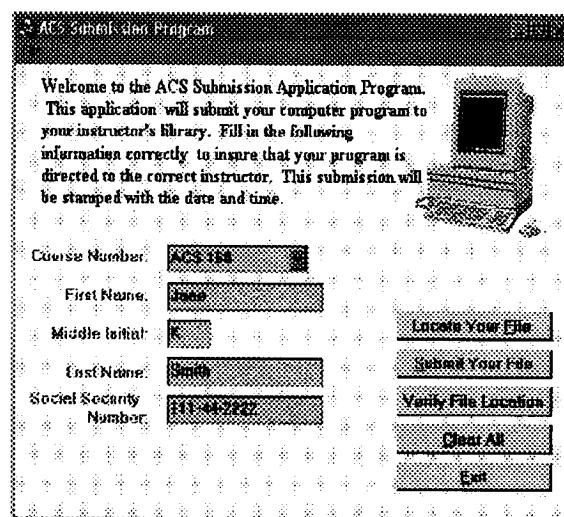 ACS Submission Program
Welcome to the ACS Submission Application Program.
This application will submit your computer program to
your instructor's library. Fill in the following
information correctly to insure that your program is
directed to the correct instructor. This submission will
be stamped with the date and time.
Course Number:
ACS 168
First Name:
Jane
Middle Initial:
K
Last Name:
Smith
Social Security
Number:
111-44-2222
Locate Your File
Submit Your File
Verify File Location
Clear All
Exit